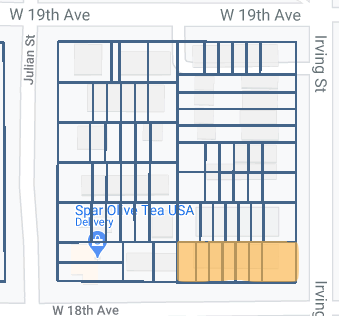 W 19th Ave
W 19th Ave
Julian St
Irving St
Spar Olive Tea USA
Delivery
W 18th Ave
Irving